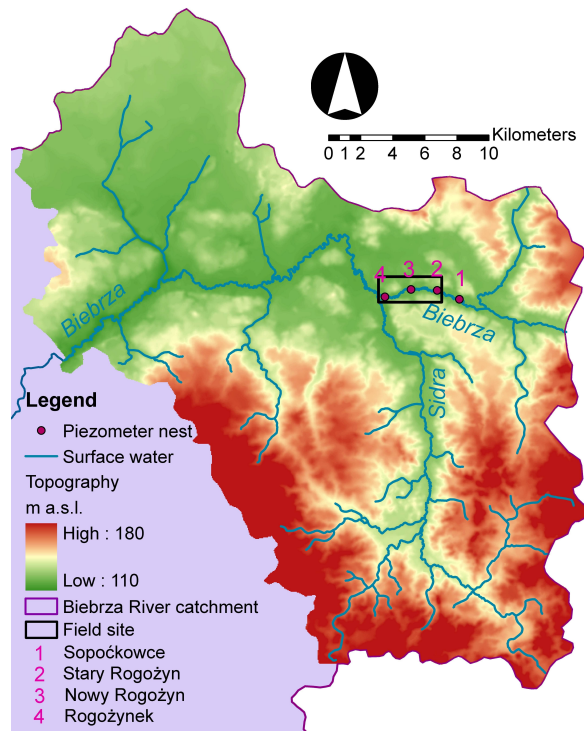 Kilometers
0 1 2 4 6 8 10
4 3 2 1
Biebrza
Biebrza
Sidra
Legend
Piezometer nest
Surface water
Topography
m a.s.l.
High : 180
Low : 110
Biebrza River catchment
Field site
1 Sopoćkowce
2 Stary Rogożyn
3 Nowy Rogożyn
4 Rogożynek